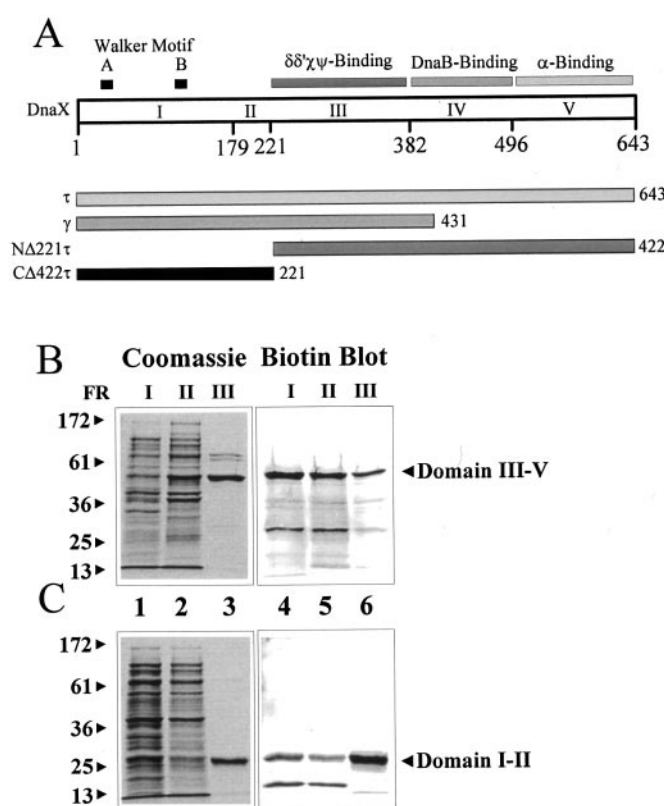 A
Walker Motif
A B
δδ'χψ-Binding DnaB-Binding α-Binding
DnaX I II III IV V
1 179 221 382 496 643
τ 643
γ 431
NΔ221τ 422
CΔ422τ 221
B
Coomassie Biotin Blot
FR I II III I II III
172
61
36
25
13
Domain III-V
C
1 2 3 4 5 6
172
61
36
25
13
Domain I-II